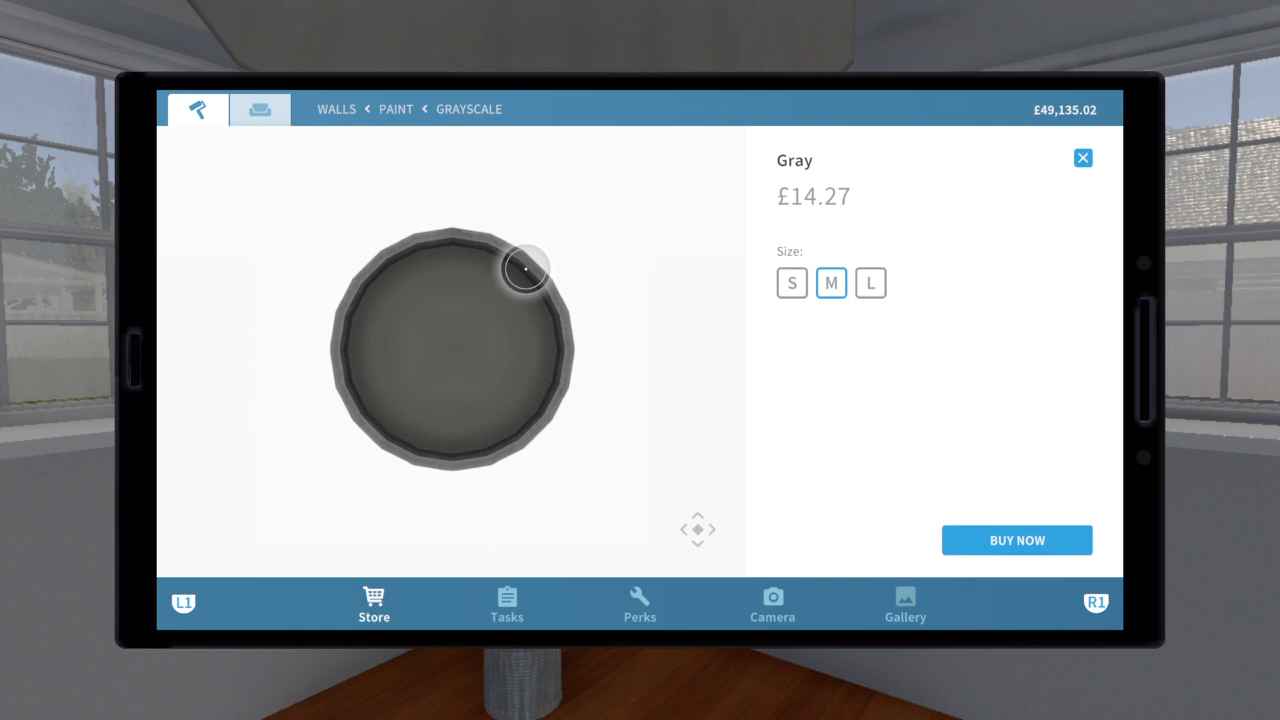 WALLS < PAINT < GRAYSCALE
£49,135.02
Gray
£14.27
Size:
S M L
BUY NOW
L1
Store
Tasks
Perks
Camera
Gallery
R1